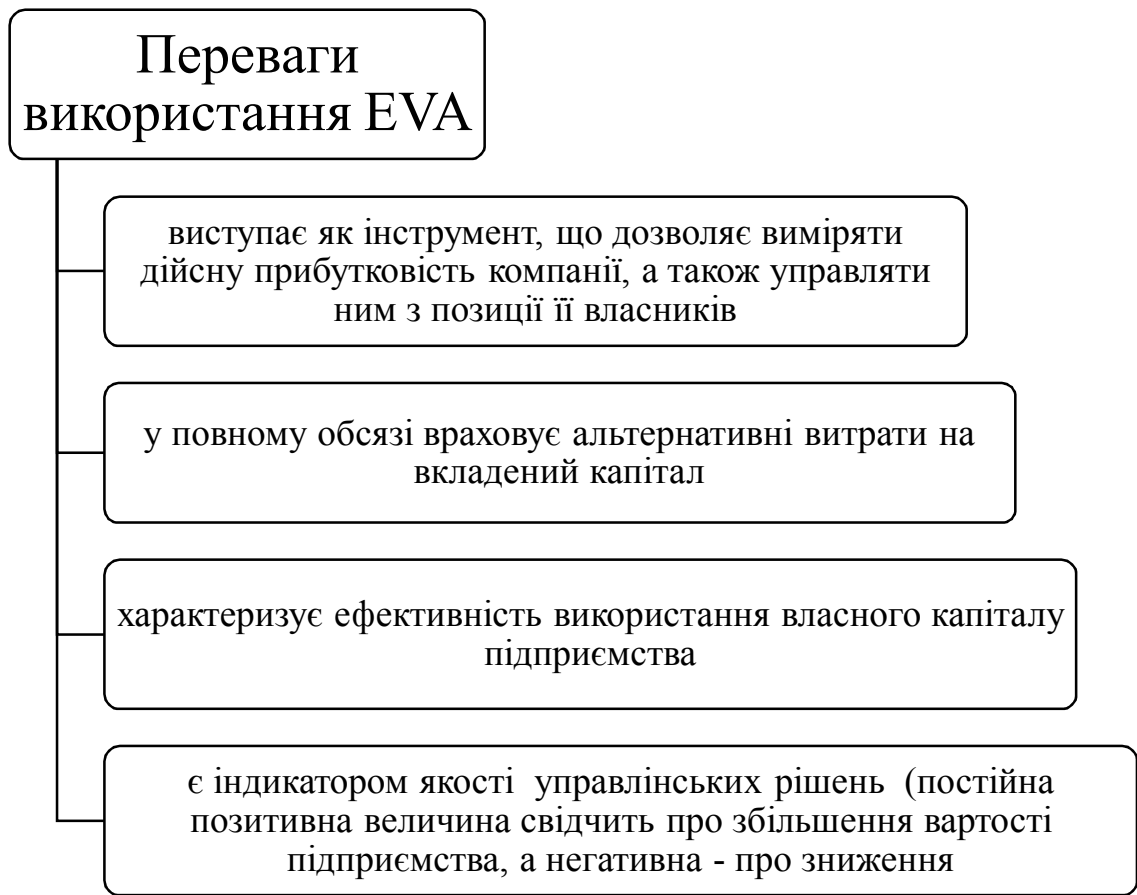 Переваги
використання EVA
виступає як інструмент, що дозволяє виміряти
дійсну прибутковість компанії, а також управляти
ним з позиції її власників
у повному обсязі враховує альтернативні витрати на
вкладений капітал
характеризує ефективність використання власного капіталу
підприємства
є індикатором якості  управлінських рішень  (постійна
позитивна величина свідчить про збільшення вартості
підприємства, а негативна - про зниження